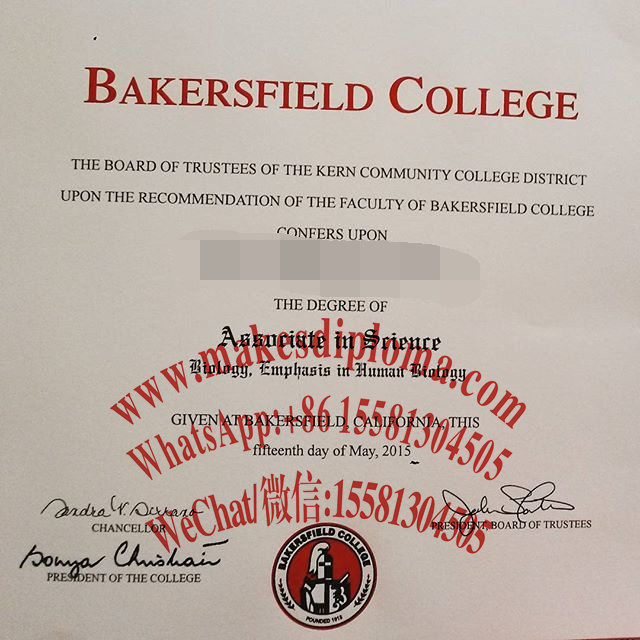 BAKERSFIELD COLLEGE
THE BOARD OF TRUSTEES OF THE KERN COMMUNITY COLLEGE DISTRICT
UPON THE RECOMMENDATION OF THE FACULTY OF BAKERSFIELD COLLEGE
CONFERS UPON
THE DEGREE OF
Associate in Science
Biology, Emphasis in Human Biology
www.makesdiploma.com
GIVEN AT BAKERSFIELD, CALIFORNIA, THIS
WhatsApp:+86 15581304505
fifteenth day of May, 2015
WeChat/微信:15581304505
CHANCELLOR
PRESIDENT, BOARD OF TRUSTEES
Sonya Christian
PRESIDENT OF THE COLLEGE
BAKERSFIELD COLLEGE
B
FOUNDED 1913